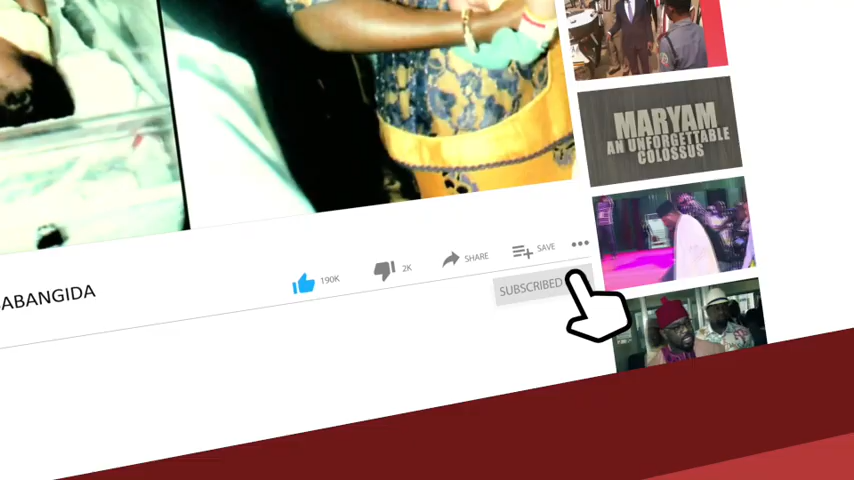 MARYAM
AN UNFORGETTABLE
COLOSSUS
190K
2K
SHARE
SAVE
ABANGIDA
SUBSCRIBED